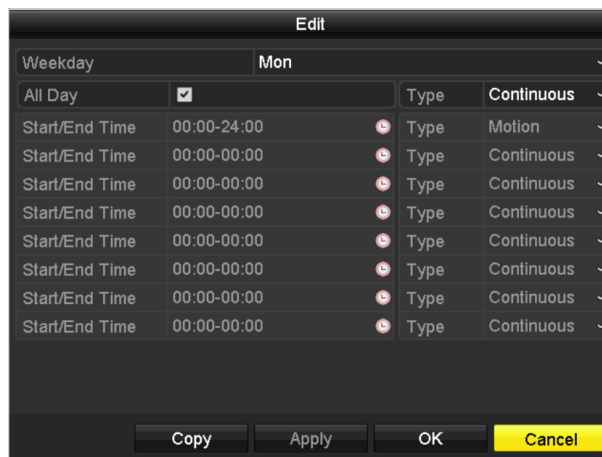 Edit
Weekday Mon
All Day Type Continuous
Start/End Time 00:00-24:00 Type Motion
Start/End Time 00:00-00:00 Type Continuous
Start/End Time 00:00-00:00 Type Continuous
Start/End Time 00:00-00:00 Type Continuous
Start/End Time 00:00-00:00 Type Continuous
Start/End Time 00:00-00:00 Type Continuous
Start/End Time 00:00-00:00 Type Continuous
Start/End Time 00:00-00:00 Type Continuous
Copy Apply OK Cancel